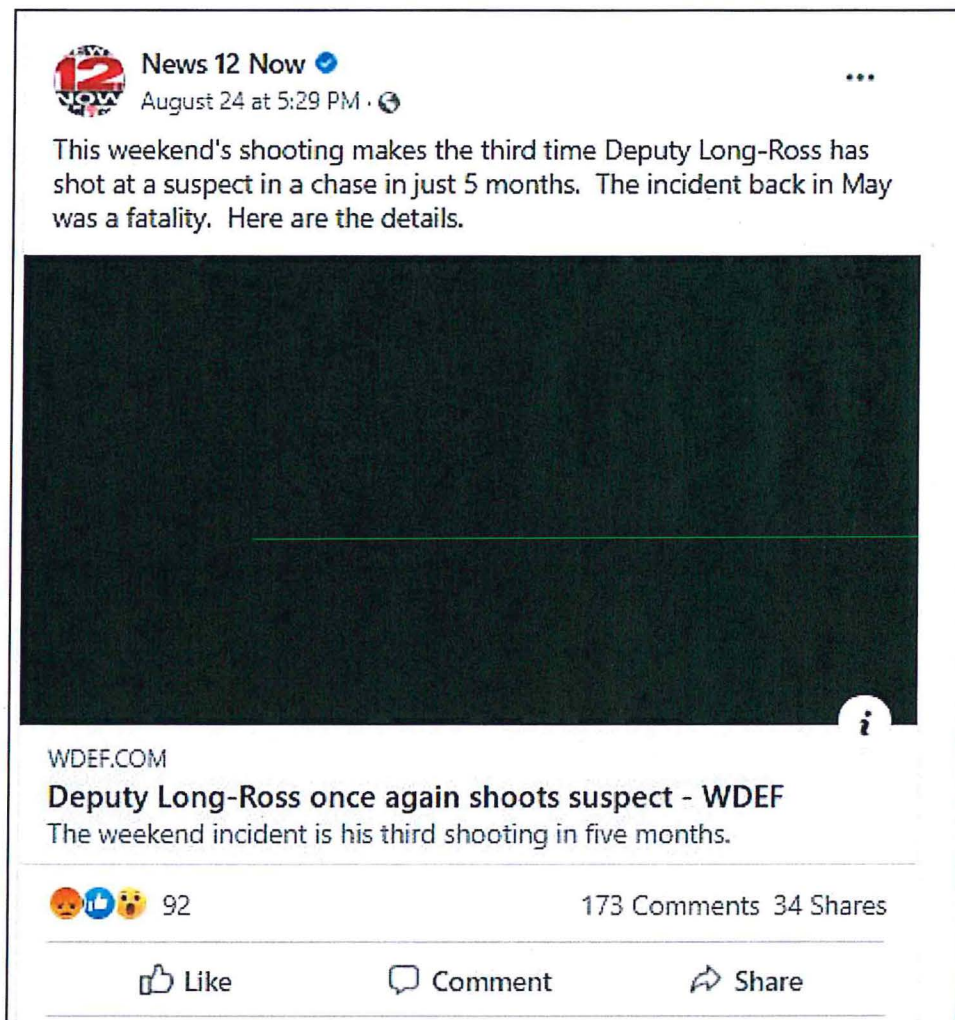 12
NOW
News 12 Now
August 24 at 5:29 PM ·
This weekend's shooting makes the third time Deputy Long-Ross has
shot at a suspect in a chase in just 5 months.  The incident back in May
was a fatality.  Here are the details.
i
WDEF.COM
Deputy Long-Ross once again shoots suspect - WDEF
The weekend incident is his third shooting in five months.
92
173 Comments 34 Shares
Like Comment Share